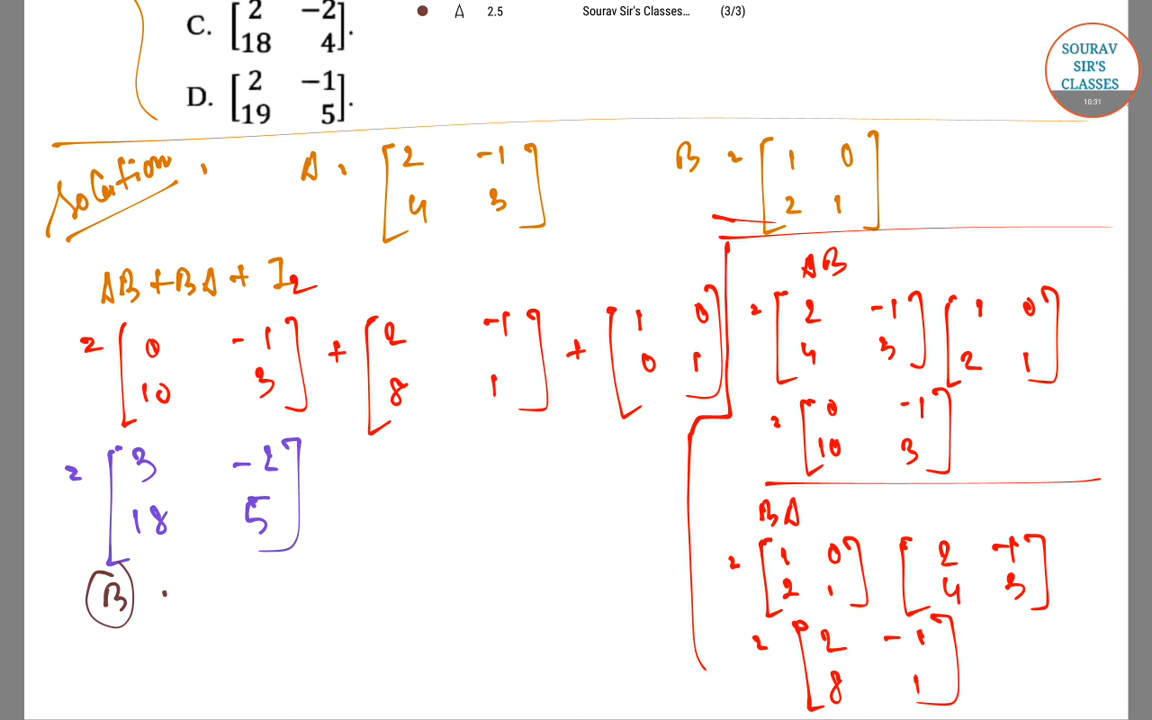 2.5 Sourav Sir's Classes... (3/3)
SOURAV
SIR'S
CLASSES
10:31
C. [2 -2
18 4].
D. [2 -1
19 5].
Solution, A = [2 -1
4 3]
B = [1 0
2 1]
AB + BA + I2
= [0 -1
10 3] + [2 -1
8 1] + [1 0
0 1]
= [3 -2
18 5]
(B).
AB
= [2 -1
4 3] [1 0
2 1]
= [0 -1
10 3]
BA
= [1 0
2 1] [2 -1
4 3]
= [2 -1
8 1]